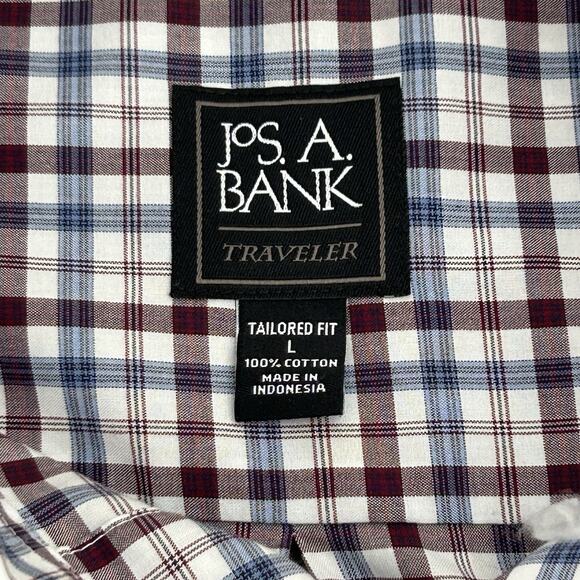 JOS. A.
BANK
TRAVELER
TAILORED FIT
L
100% COTTON
MADE IN
INDONESIA